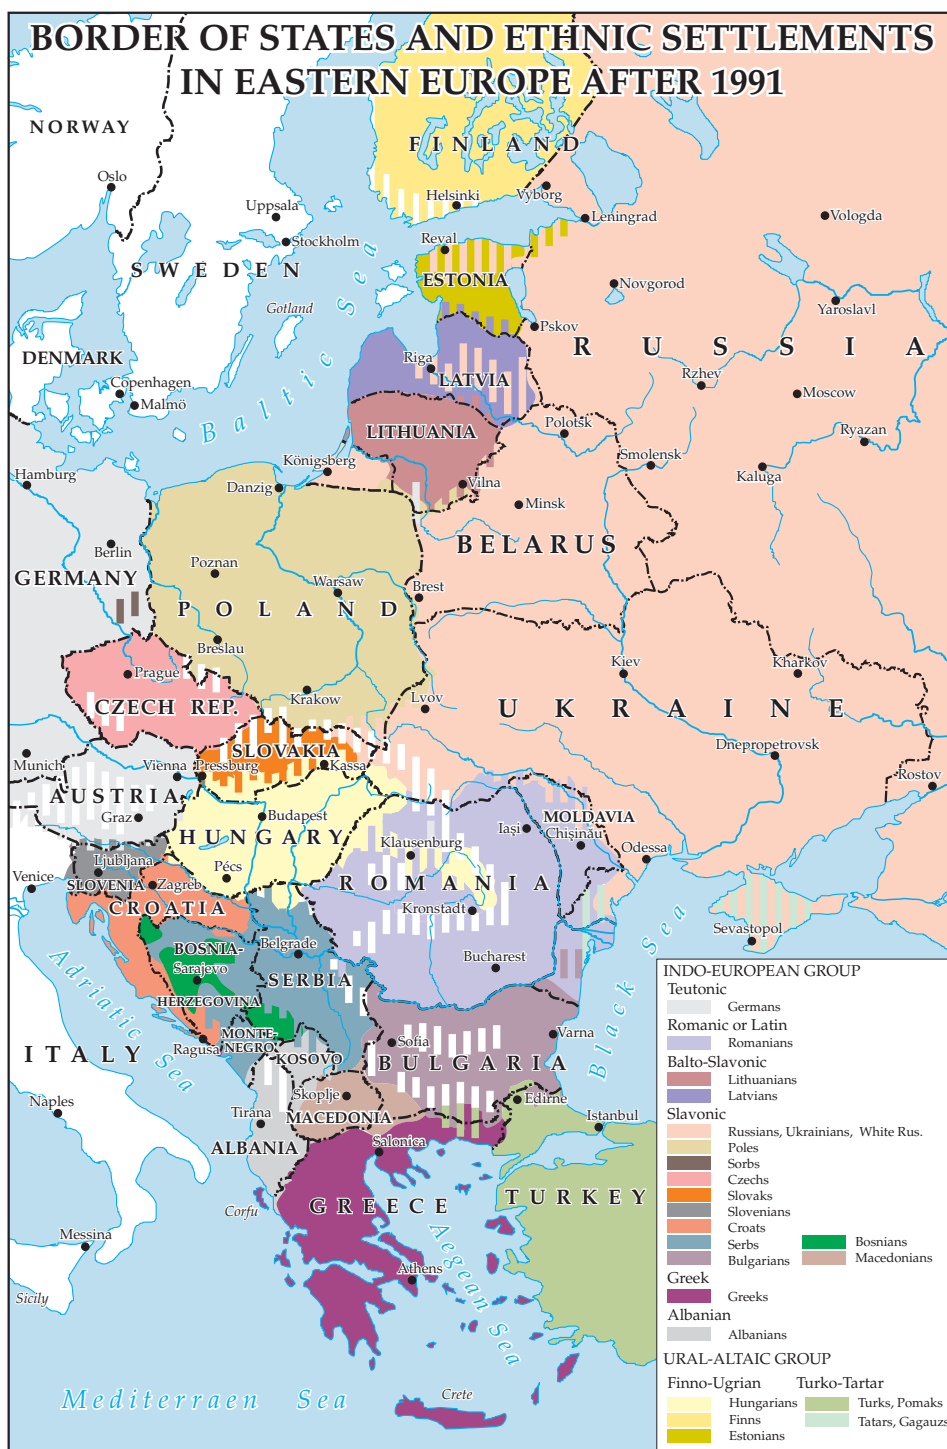 BORDER OF STATES AND ETHNIC SETTLEMENTS
IN EASTERN EUROPE AFTER 1991
NORWAY
FINLAND
Oslo
Uppsala
Helsinki
Vyborg
Leningrad
Vologda
Stockholm
Reval
SWEDEN
ESTONIA
Novgorod
Gotland
Yaroslavl
Pskov
Baltic Sea
RUSSIA
DENMARK
Riga
LATVIA
Rzhev
Moscow
Copenhagen
Malmö
LITHUANIA
Polotsk
Ryazan
Smolensk
Kaluga
Hamburg
Königsberg
Danzig
Vilna
Minsk
BELARUS
Berlin
GERMANY
Poznan
Warsaw
Brest
POLAND
Breslau
Prague
Kiev
Kharkov
CZECH REP.
Krakow
Lvov
UKRAINE
SLOVAKIA
Dnepropetrovsk
Munich
Vienna
Pressburg
Kassa
Rostov
AUSTRIA
Graz
Budapest
HUNGARY
Iaşi
MOLDAVIA
Chisinău
Klausenburg
Odessa
Ljubljana
Venice
SLOVENIA
Zagreb
Pécs
ROMANIA
CROATIA
Kronstadt
Sevastopol
BOSNIA-
Belgrade
Bucharest
Sarajevo
SERBIA
HERZEGOVINA
Adriatic Sea
Black Sea
MONTE-
NEGRO
Ragusa
KOSOVO
Sofia
Varna
ITALY
BULGARIA
Skoplje
Naples
Tirana
MACEDONIA
Edirne
Istanbul
ALBANIA
Salonica
GREECE
TURKEY
Corfu
Messina
Aegean Sea
Athens
Sicily
Mediterraen Sea
Crete
INDO-EUROPEAN GROUP
Teutonic
Germans
Romanic or Latin
Romanians
Balto-Slavonic
Lithuanians
Latvians
Slavonic
Russians, Ukrainians, White Rus.
Poles
Sorbs
Czechs
Slovaks
Slovenians
Croats
Serbs
Bosnians
Bulgarians
Macedonians
Greek
Greeks
Albanian
Albanians
URAL-ALTAIC GROUP
Finno-Ugrian
Turko-Tartar
Hungarians
Turks, Pomaks
Finns
Tatars, Gagauzs
Estonians